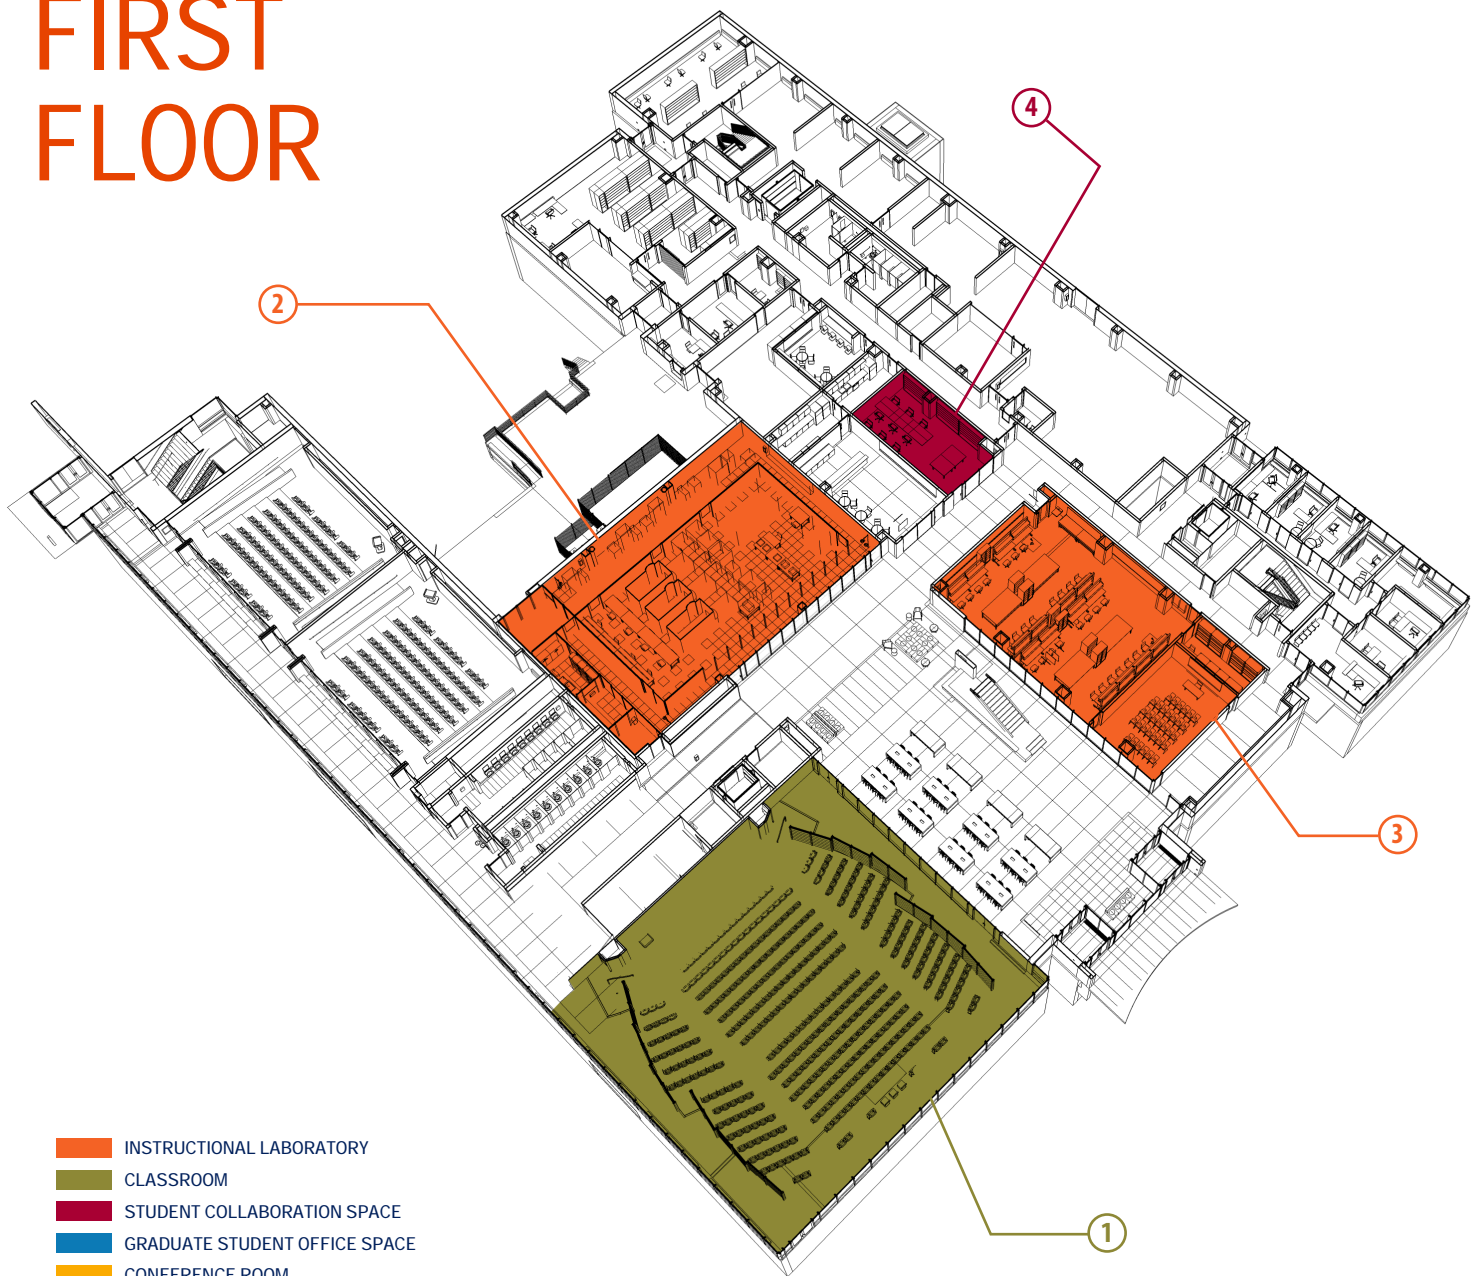 FIRST
FLOOR
4
2
3
1
INSTRUCTIONAL LABORATORY
CLASSROOM
STUDENT COLLABORATION SPACE
GRADUATE STUDENT OFFICE SPACE
CONFERENCE ROOM